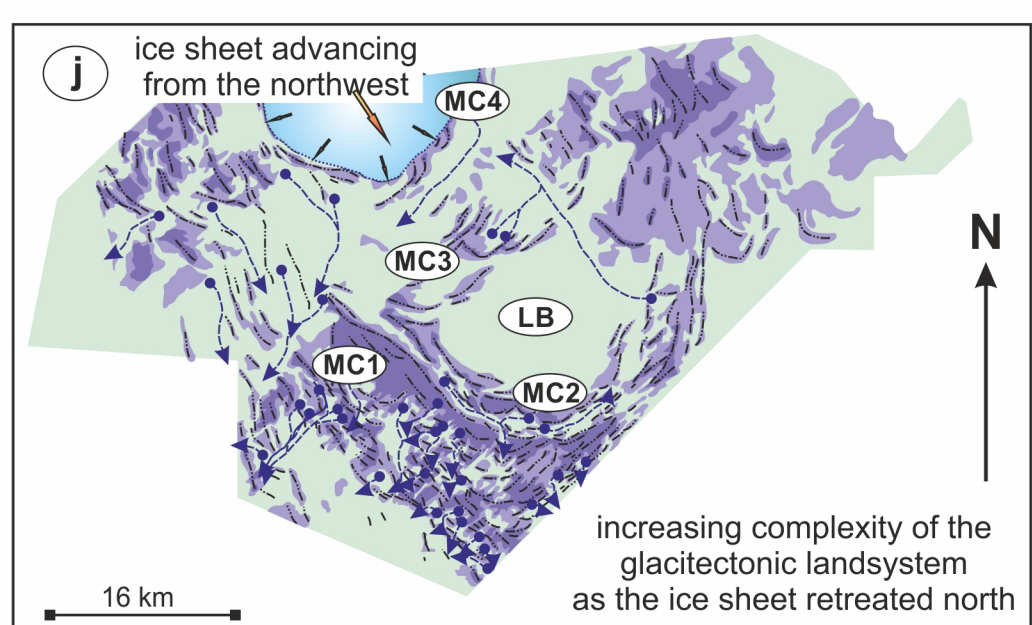 j
ice sheet advancing
from the northwest
MC4
MC3
N
LB
MC1
MC2
increasing complexity of the
glacitectonic landsystem
as the ice sheet retreated north
16 km